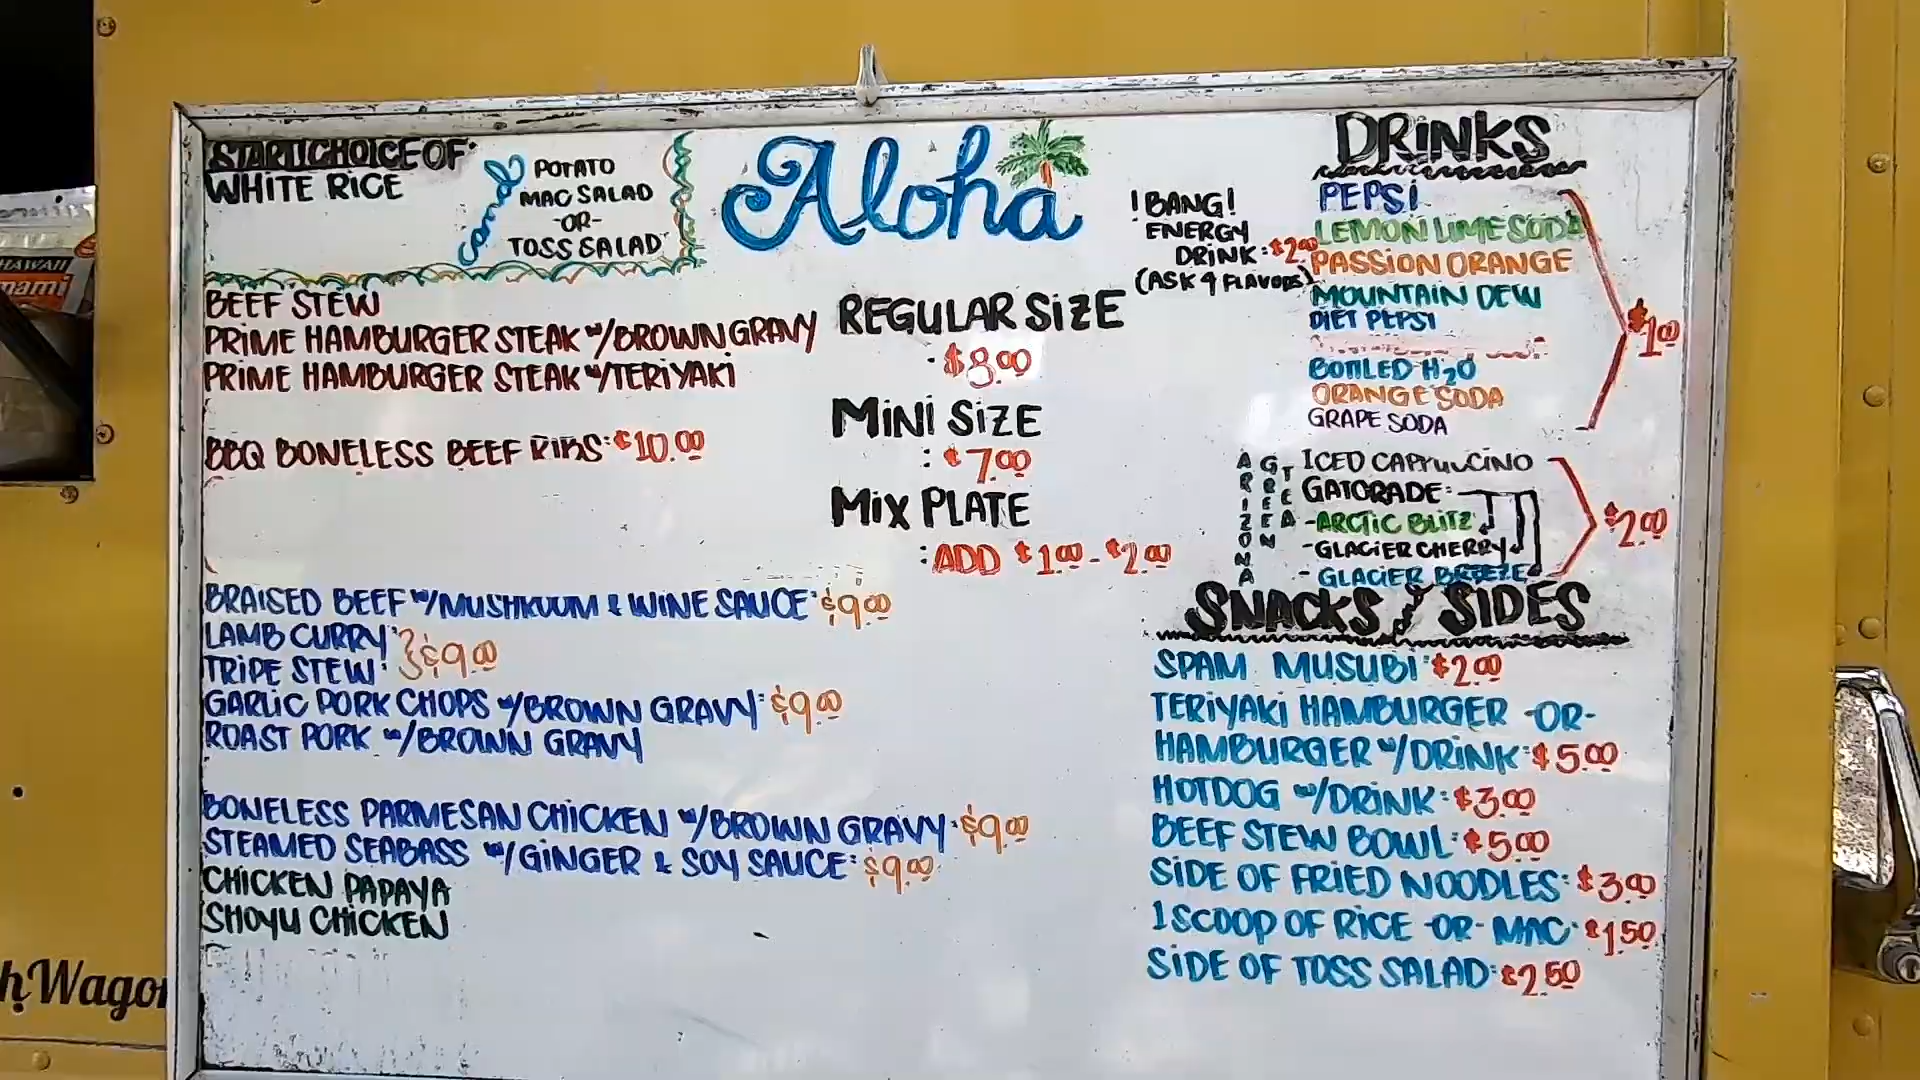 START: CHOICE OF:
WHITE RICE
and
POTATO
MAC SALAD
-OR-
TOSS SALAD
Aloha
BEEF STEW
PRIME HAMBURGER STEAK w/BROWN GRAVY
PRIME HAMBURGER STEAK w/TERIYAKI
BBQ BONELESS BEEF RIBS: $10.00
BRAISED BEEF w/MUSHROOM & WINE SAUCE: $9.00
LAMB CURRY:
TRIPE STEW: $9.00
GARLIC PORK CHOPS w/BROWN GRAVY: $9.00
ROAST PORK w/BROWN GRAVY
BONELESS PARMESAN CHICKEN w/BROWN GRAVY: $9.00
STEAMED SEABASS w/GINGER & SOY SAUCE: $9.00
CHICKEN PAPAYA
SHOYU CHICKEN
REGULAR SIZE
: $8.00
MINI SIZE
: $7.00
MIX PLATE
: ADD $1.00 - $2.00
! BANG!
ENERGY
DRINK: $2.00
(ASK 4 FLAVORS)
DRINKS
PEPSI
LEMON LIME SODA
PASSION ORANGE
MOUNTAIN DEW
DIET PEPSI
BOTTLED H2O
ORANGE SODA
GRAPE SODA
$1.00
ARIZONA
GREEN
TEA
ICED CAPPUCCINO
GATORADE:
-ARCTIC BLITZ
-GLACIER CHERRY
- GLACIER BREEZE
$2.00
SNACKS / SIDES
SPAM MUSUBI: $2.00
TERIYAKI HAMBURGER -OR-
HAMBURGER w/DRINK: $5.00
HOTDOG w/DRINK: $3.00
BEEF STEW BOWL: $5.00
SIDE OF FRIED NOODLES: $3.00
1 SCOOP OF RICE -OR- MAC: $1.50
SIDE OF TOSS SALAD: $2.50
HAWAII
hWagon